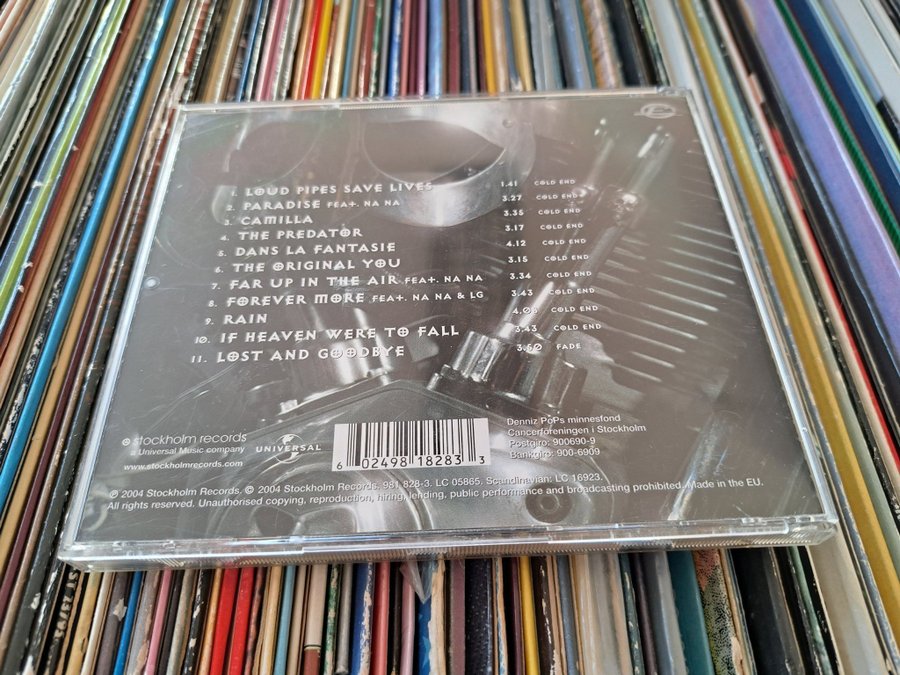 1. LOUD PIPES SAVE LIVES 1.41 COLD END
2. PARADISE FEAT. NA NA 3.27 COLD END
3. CAMILLA 3.35 COLD END
4. THE PREDATOR 3.17 COLD END
5. DANS LA FANTASIE 4.12 COLD END
6. THE ORIGINAL YOU 3.15 COLD END
7. FAR UP IN THE AIR FEAT. NA NA 3.34 COLD END
8. FOREVER MORE FEAT. NA NA & LG 3.43 COLD END
9. RAIN 4.08 COLD END
10. IF HEAVEN WERE TO FALL 3.43 COLD END
11. LOST AND GOODBYE 3.50 FADE
stockholm records
a Universal Music company
www.stockholmrecords.com
UNIVERSAL
6 02498 18283 3
Denniz PoPs minnesfond
Cancerföreningen i Stockholm
Postgiro: 900690-9
Bankgiro: 900-6909
℗ 2004 Stockholm Records. © 2004 Stockholm Records. 981 828-3. LC 05865. Scandinavian: LC 16923.
All rights reserved. Unauthorised copying, reproduction, hiring, lending, public performance and broadcasting prohibited. Made in the EU.